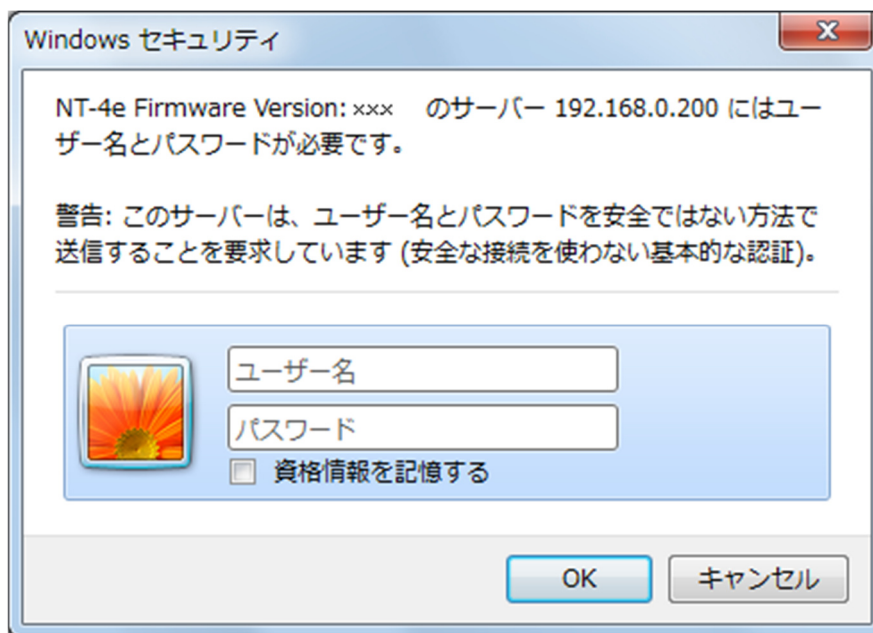 Windows セキュリティ
NT-4e Firmware Version: xxx のサーバー 192.168.0.200 にはユー
ザー名とパスワードが必要です。
警告: このサーバーは、ユーザー名とパスワードを安全ではない方法で
送信することを要求しています (安全な接続を使わない基本的な認証)。
ユーザー名
パスワード
資格情報を記憶する
OK
キャンセル